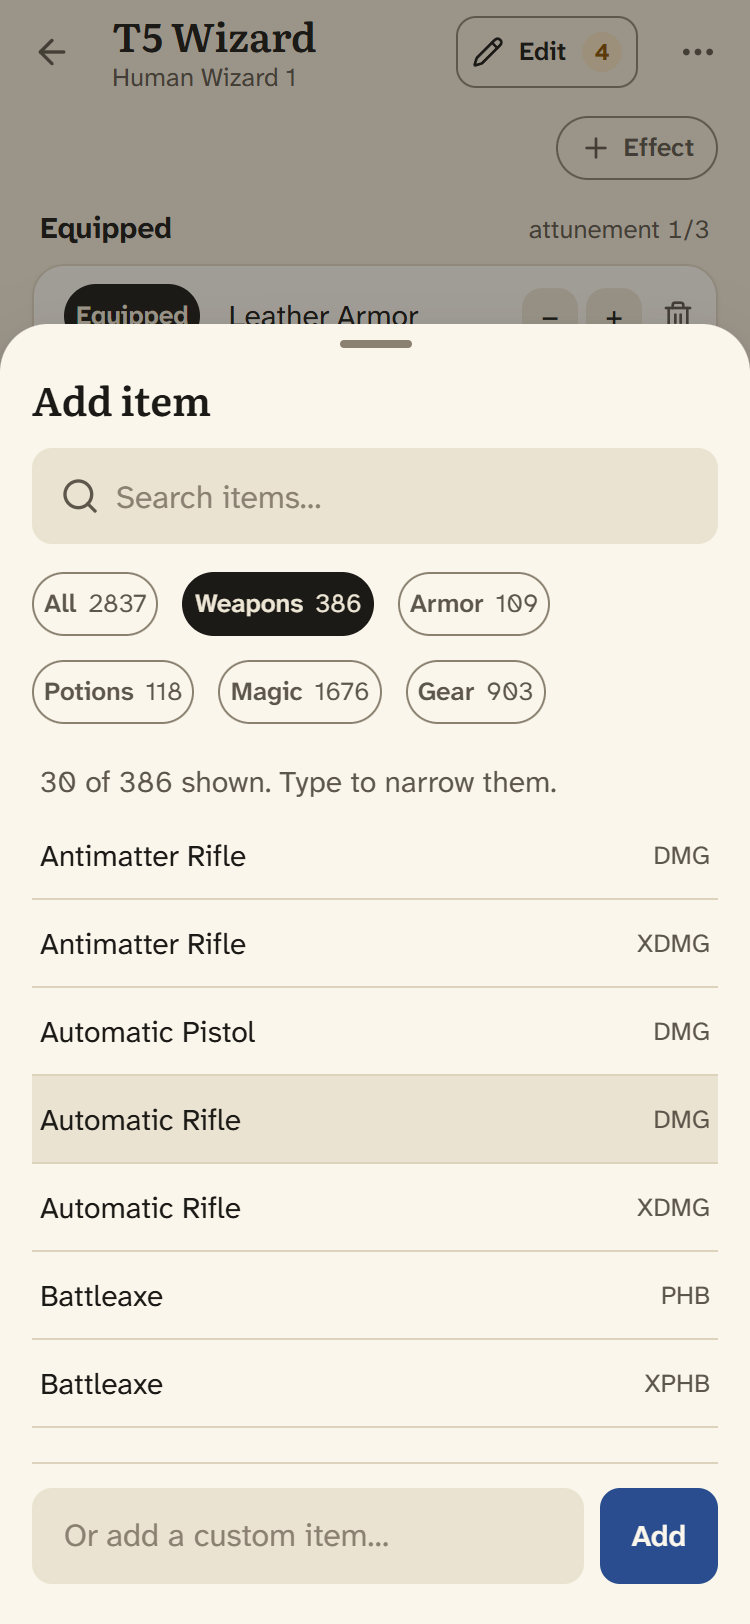 T5 Wizard
Human Wizard 1
Edit 4
Effect
Equipped
attunement 1/3
Equipped Leather Armor − +
Add item
Search items...
All 2837 Weapons 386 Armor 109
Potions 118 Magic 1676 Gear 903
30 of 386 shown. Type to narrow them.
Antimatter Rifle DMG
Antimatter Rifle XDMG
Automatic Pistol DMG
Automatic Rifle DMG
Automatic Rifle XDMG
Battleaxe PHB
Battleaxe XPHB
Or add a custom item...
Add